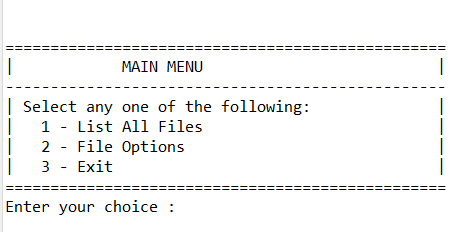 =================================================
|            MAIN MENU                          |
-------------------------------------------------
| Select any one of the following:              |
|   1 - List All Files                          |
|   2 - File Options                            |
|   3 - Exit                                    |
=================================================
Enter your choice :